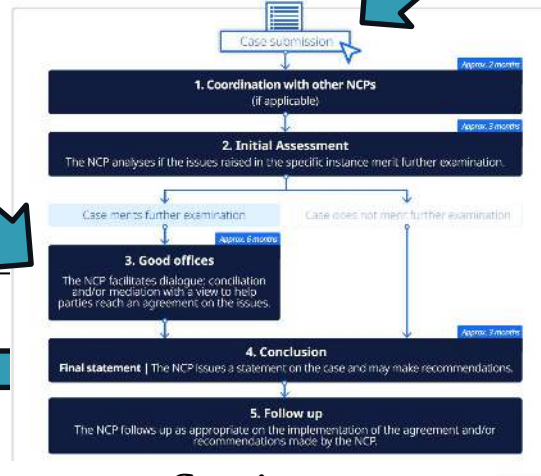 Case submission
Approx. 2 months
1. Coordination with other NCPs
(if applicable)
Approx. 3 months
2. Initial Assessment
The NCP analyses if the issues raised in the specific instance merit further examination.
Case merits further examination
Case does not merit further examination
Approx. 6 months
3. Good offices
The NCP facilitates dialogue: conciliation
and/or mediation with a view to help
parties reach an agreement on the issues.
Approx. 3 months
4. Conclusion
Final statement | The NCP issues a statement on the case and may make recommendations.
5. Follow up
The NCP follows up as appropriate on the implementation of the agreement and/or
recommendations made by the NCP.